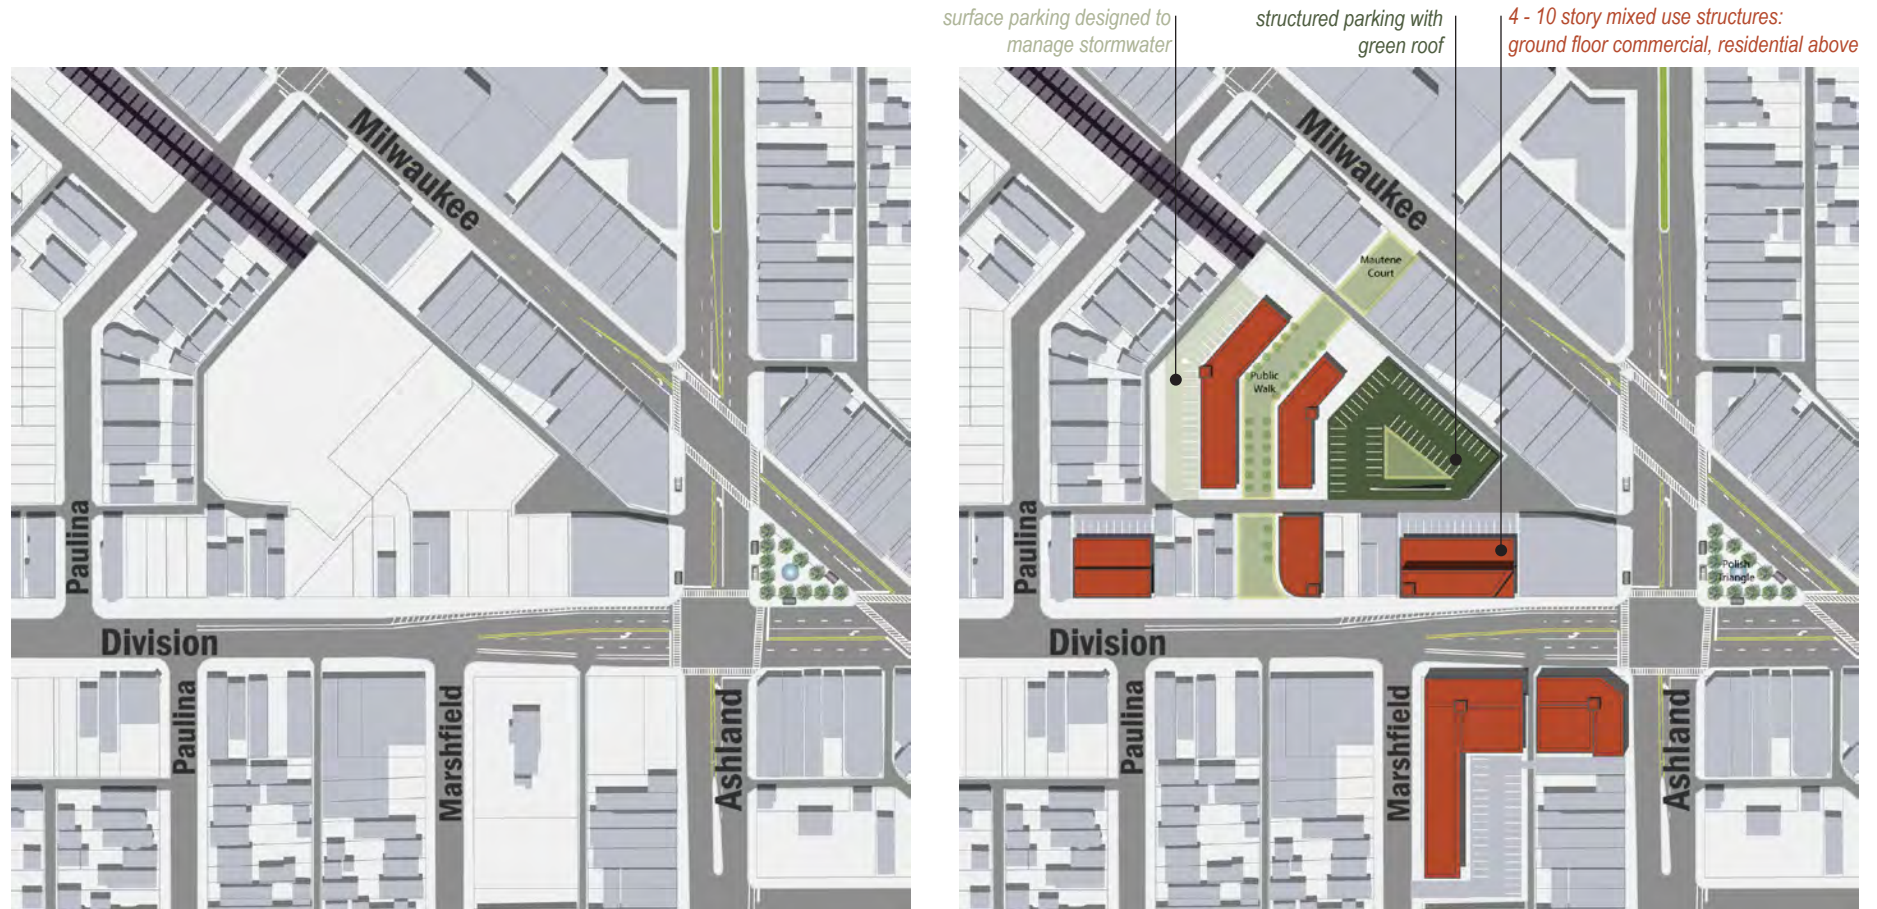 surface parking designed to
manage stormwater
structured parking with
green roof
4 - 10 story mixed use structures:
ground floor commercial, residential above
Milwaukee
Paulina
Division
Paulina
Marshfield
Ashland
Milwaukee
Mautene
Court
Public
Walk
Paulina
Polish
Triangle
Division
Paulina
Marshfield
Ashland